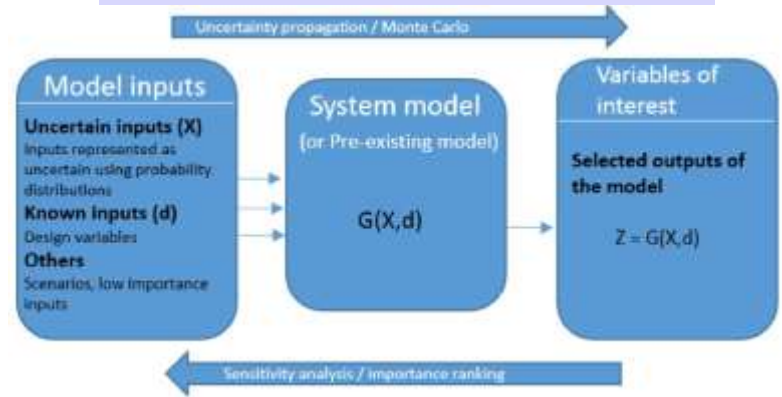 Uncertainty propagation / Monte Carlo
Model inputs
Uncertain inputs (X)
Inputs represented as
uncertain using probability
distributions
Known inputs (d)
Design variables
Others
Scenarios, low importance
inputs
System model
(or Pre-existing model)
G(X,d)
Variables of
interest
Selected outputs of
the model
Z = G(X,d)
Sensitivity analysis / importance ranking